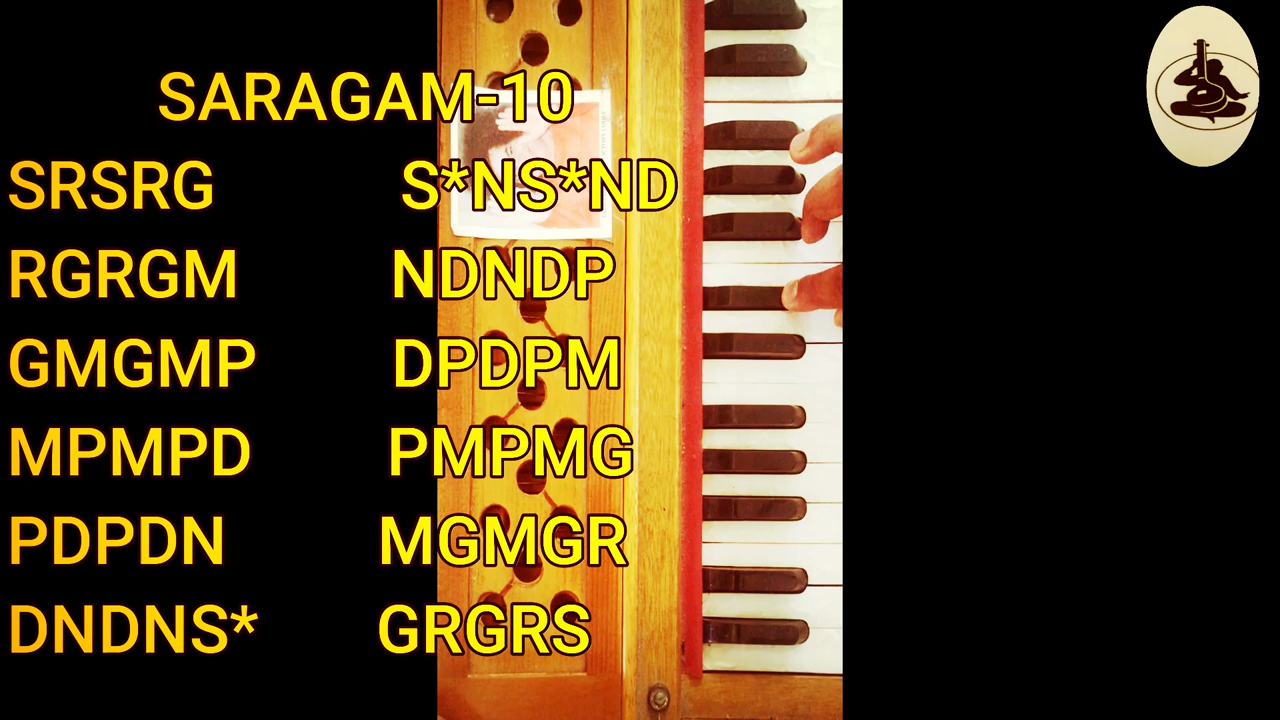 SARAGAM-10
SRSRG S*NS*ND
RGRGM NDNDP
GMGMP DPDPM
MPMPD PMPMG
PDPDN MGMGR
DNDNS* GRGRS